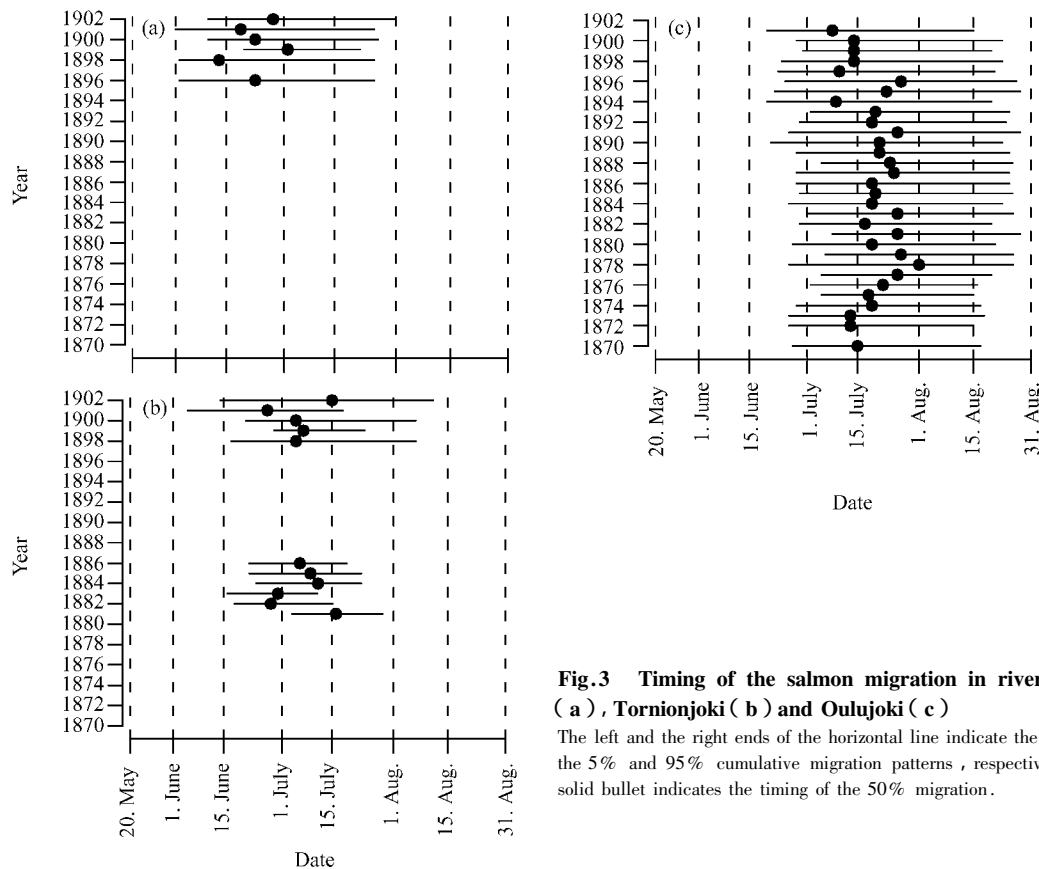 (a)
1902
1900
1898
1896
1894
1892
1890
1888
1886
1884
1882
1880
1878
1876
1874
1872
1870
Year
(b)
1902
1900
1898
1896
1894
1892
1890
1888
1886
1884
1882
1880
1878
1876
1874
1872
1870
Year
20. May
1. June
15. June
1. July
15. July
1. Aug.
15. Aug.
31. Aug.
Date
(c)
1902
1900
1898
1896
1894
1892
1890
1888
1886
1884
1882
1880
1878
1876
1874
1872
1870
20. May
1. June
15. June
1. July
15. July
1. Aug.
15. Aug.
31. Aug.
Date
Fig.3 Timing of the salmon migration in river
(a), Tornionjoki (b) and Oulujoki (c)
The left and the right ends of the horizontal line indicate the
the 5% and 95% cumulative migration patterns, respectiv
solid bullet indicates the timing of the 50% migration.